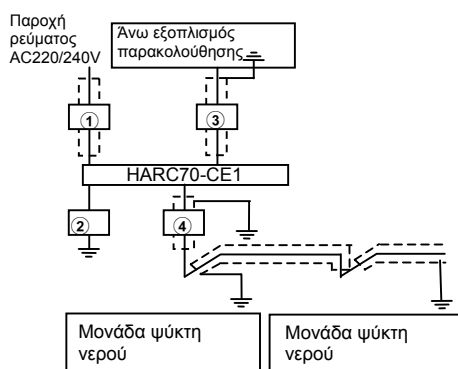 Παροχή
ρεύματος
AC220/240V
Άνω εξοπλισμός
παρακολούθησης
1
3
HARC70-CE1
2
4
Μονάδα ψύκτη
νερού
Μονάδα ψύκτη
νερού